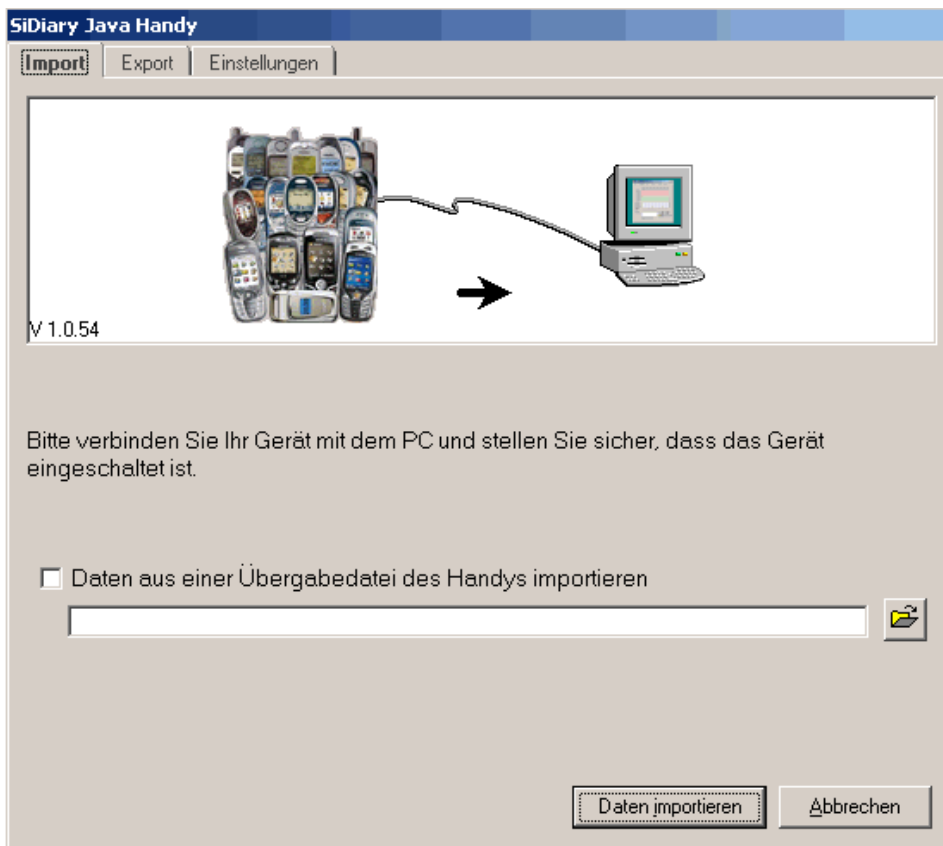 SiDiary Java Handy
Import Export Einstellungen
V 1.0.54
Bitte verbinden Sie Ihr Gerät mit dem PC und stellen Sie sicher, dass das Gerät
eingeschaltet ist.
Daten aus einer Übergabedatei des Handys importieren
Daten importieren Abbrechen